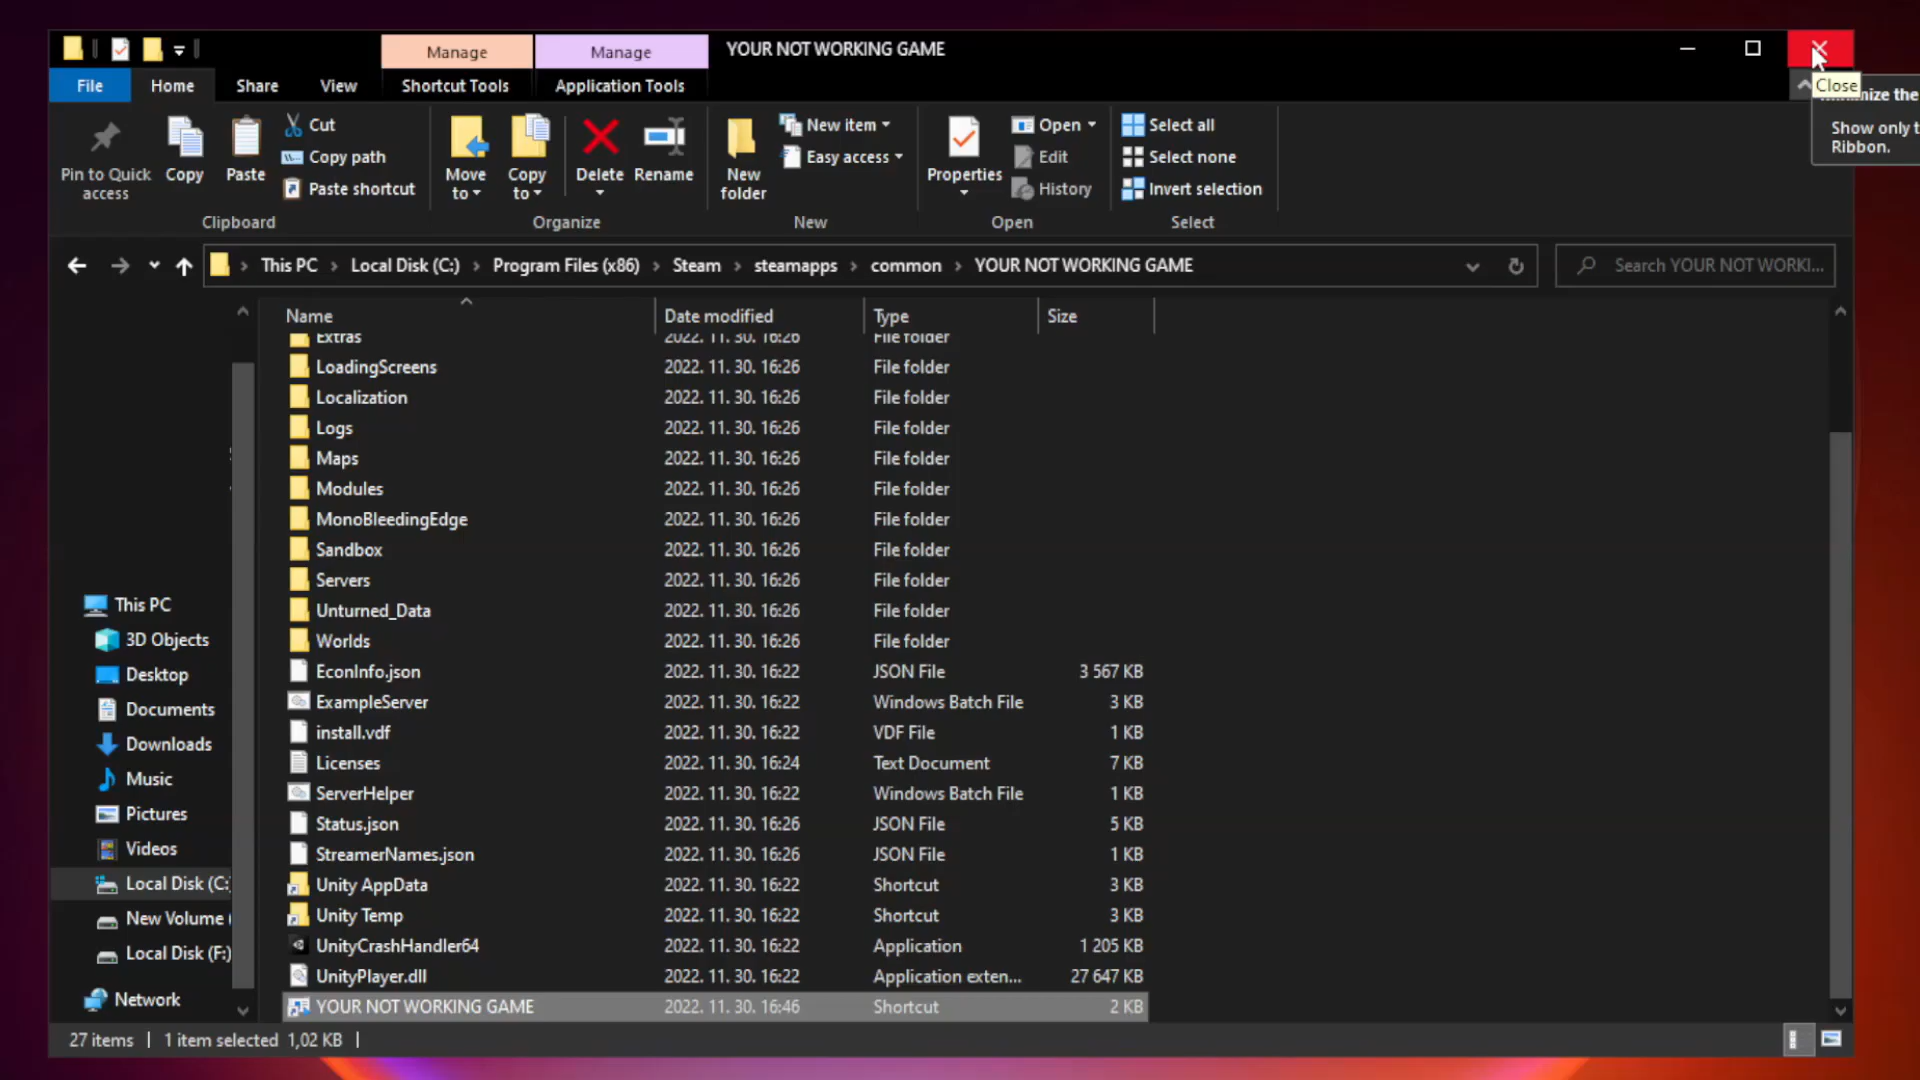 Manage
Manage
YOUR NOT WORKING GAME
Close
File
Home
Share
View
Shortcut Tools
Application Tools
the
Show only t
Ribbon.
Pin to Quick access
Copy
Paste
Cut
Copy path
Paste shortcut
Move to
Copy to
Delete
Rename
New folder
New item
Easy access
Properties
Open
Edit
History
Select all
Select none
Invert selection
Clipboard
Organize
New
Open
Select
This PC > Local Disk (C:) > Program Files (x86) > Steam > steamapps > common > YOUR NOT WORKING GAME
Search YOUR NOT WORKI...
Name Date modified Type Size
Extras 2022. 11. 30. 16:26 File folder
LoadingScreens 2022. 11. 30. 16:26 File folder
Localization 2022. 11. 30. 16:26 File folder
Logs 2022. 11. 30. 16:26 File folder
Maps 2022. 11. 30. 16:26 File folder
Modules 2022. 11. 30. 16:26 File folder
MonoBleedingEdge 2022. 11. 30. 16:26 File folder
Sandbox 2022. 11. 30. 16:26 File folder
Servers 2022. 11. 30. 16:26 File folder
Unturned_Data 2022. 11. 30. 16:26 File folder
Worlds 2022. 11. 30. 16:26 File folder
EconInfo.json 2022. 11. 30. 16:22 JSON File 3 567 KB
ExampleServer 2022. 11. 30. 16:22 Windows Batch File 3 KB
install.vdf 2022. 11. 30. 16:22 VDF File 1 KB
Licenses 2022. 11. 30. 16:24 Text Document 7 KB
ServerHelper 2022. 11. 30. 16:22 Windows Batch File 1 KB
Status.json 2022. 11. 30. 16:26 JSON File 5 KB
StreamerNames.json 2022. 11. 30. 16:26 JSON File 1 KB
Unity AppData 2022. 11. 30. 16:22 Shortcut 3 KB
Unity Temp 2022. 11. 30. 16:22 Shortcut 3 KB
UnityCrashHandler64 2022. 11. 30. 16:22 Application 1 205 KB
UnityPlayer.dll 2022. 11. 30. 16:22 Application exten... 27 647 KB
YOUR NOT WORKING GAME 2022. 11. 30. 16:46 Shortcut 2 KB
This PC
3D Objects
Desktop
Documents
Downloads
Music
Pictures
Videos
Local Disk (C:)
New Volume (
Local Disk (F:)
Network
27 items | 1 item selected 1,02 KB |